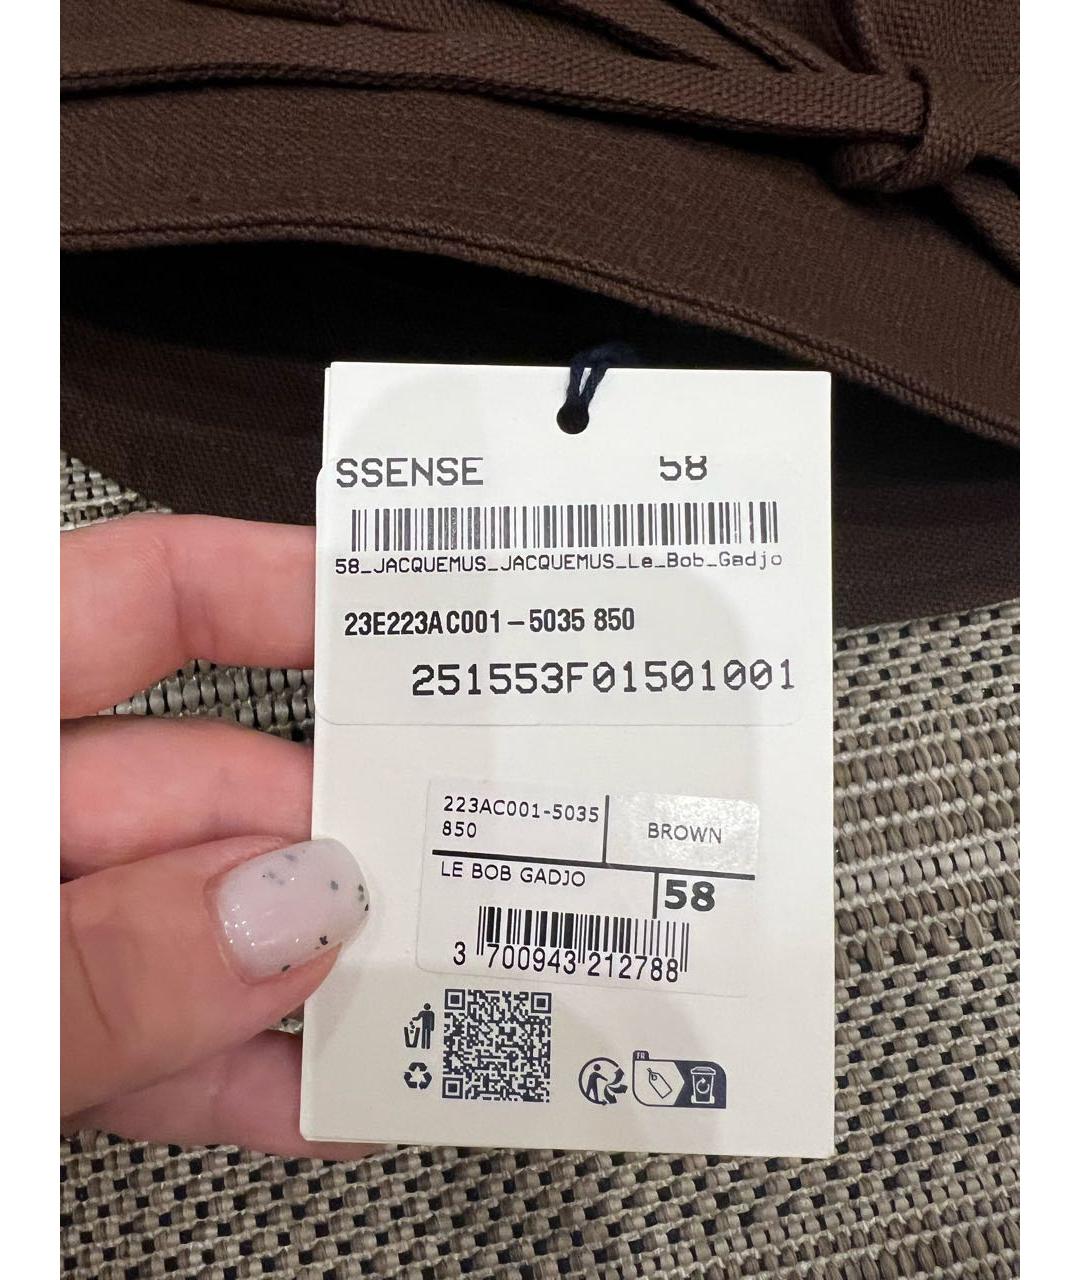 SSENSE 58
58_JACQUEMUS_JACQUEMUS_Le_Bob_Gadjo
23E223AC001-5035 850
251553F01501001
223AC001-5035
850
BROWN
LE BOB GADJO
58
3 700943 212788
FR